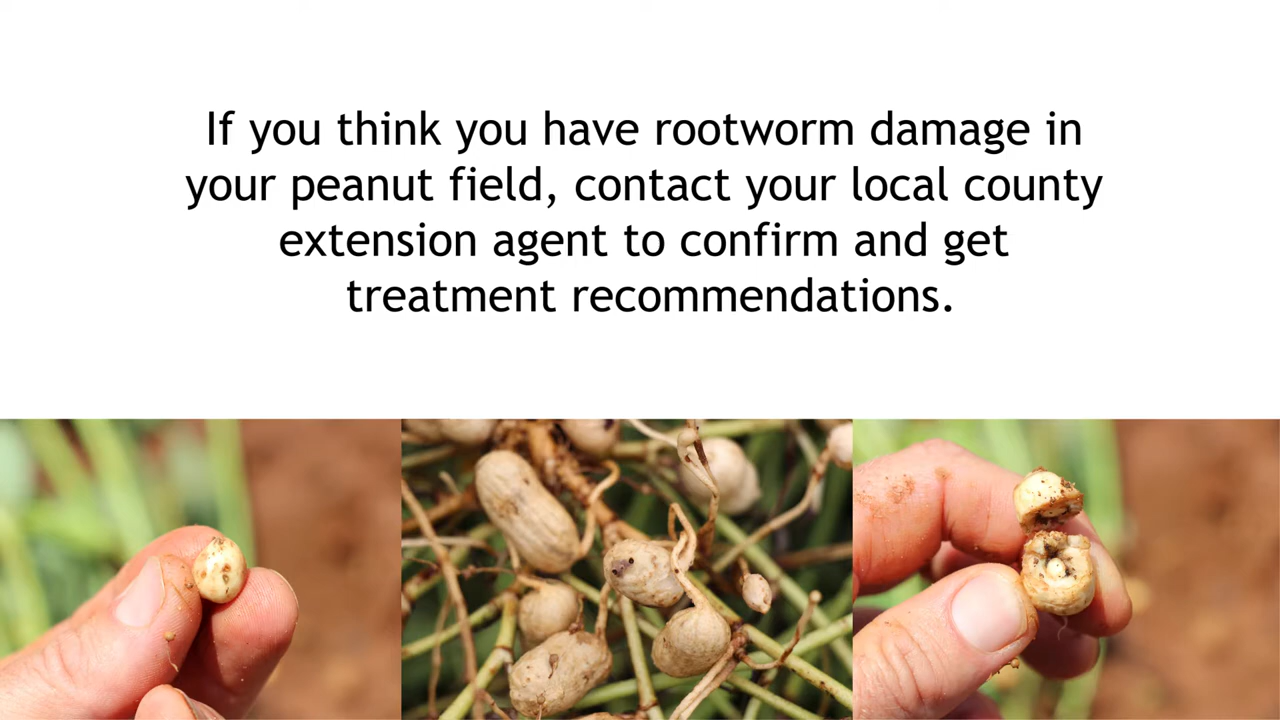 If you think you have rootworm damage in
your peanut field, contact your local county
extension agent to confirm and get
treatment recommendations.